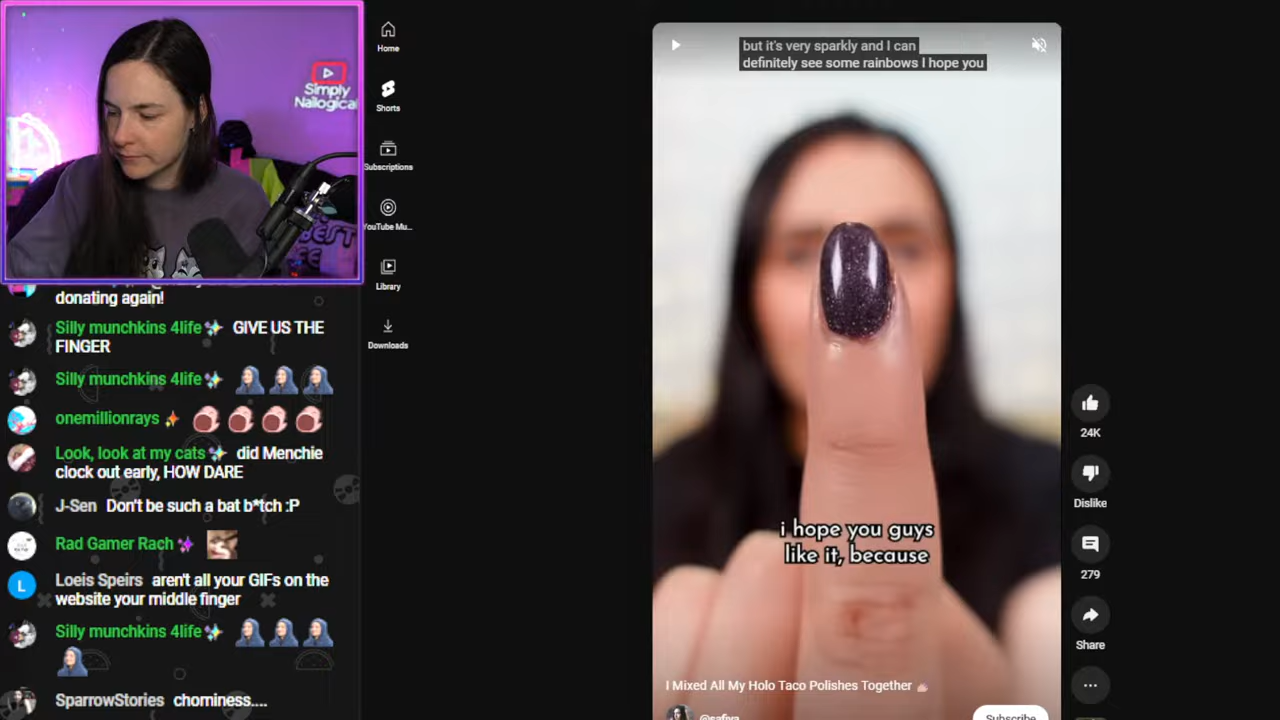 Simply
Nailogical
donating again!
Silly munchkins 4life GIVE US THE
FINGER
Silly munchkins 4life
onemillionrays
Look, look at my cats did Menchie
clock out early, HOW DARE
J-Sen Don't be such a bat b*tch :P
Rad Gamer Rach
L
Loeis Speirs aren't all your GIFs on the
website your middle finger
Silly munchkins 4life
SparrowStories chominess....
Home
Shorts
Subscriptions
YouTube Mu...
Library
Downloads
but it's very sparkly and I can
definitely see some rainbows I hope you
i hope you guys
like it, because
I Mixed All My Holo Taco Polishes Together
@safiya
Subscribe
24K
Dislike
279
Share